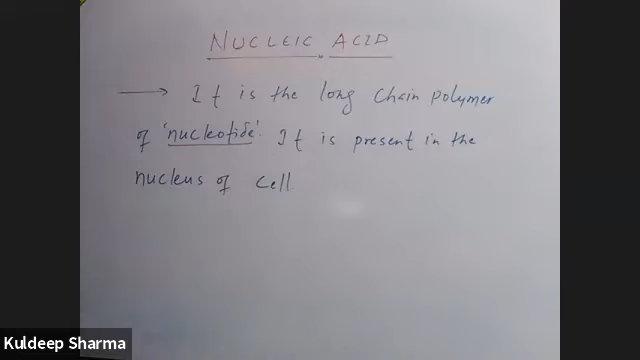 NUCLEIC ACID
→ It is the long chain polymer
of 'nucleotide'. It is present in the
nucleus of cell
Kuldeep Sharma